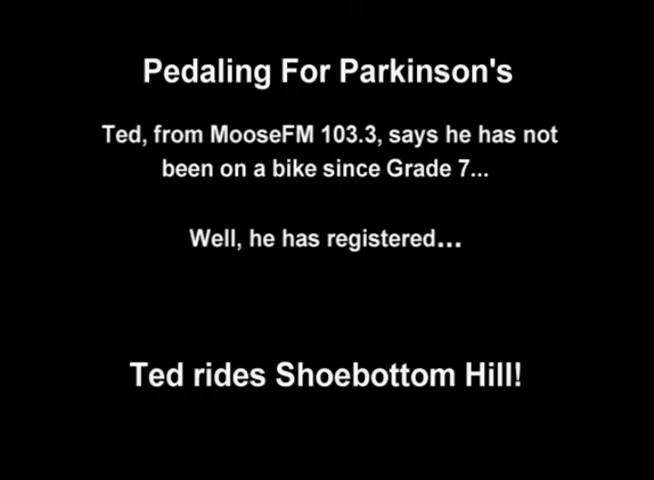 Pedaling For Parkinson's
Ted, from MooseFM 103.3, says he has not
been on a bike since Grade 7...
Well, he has registered...
Ted rides Shoebottom Hill!